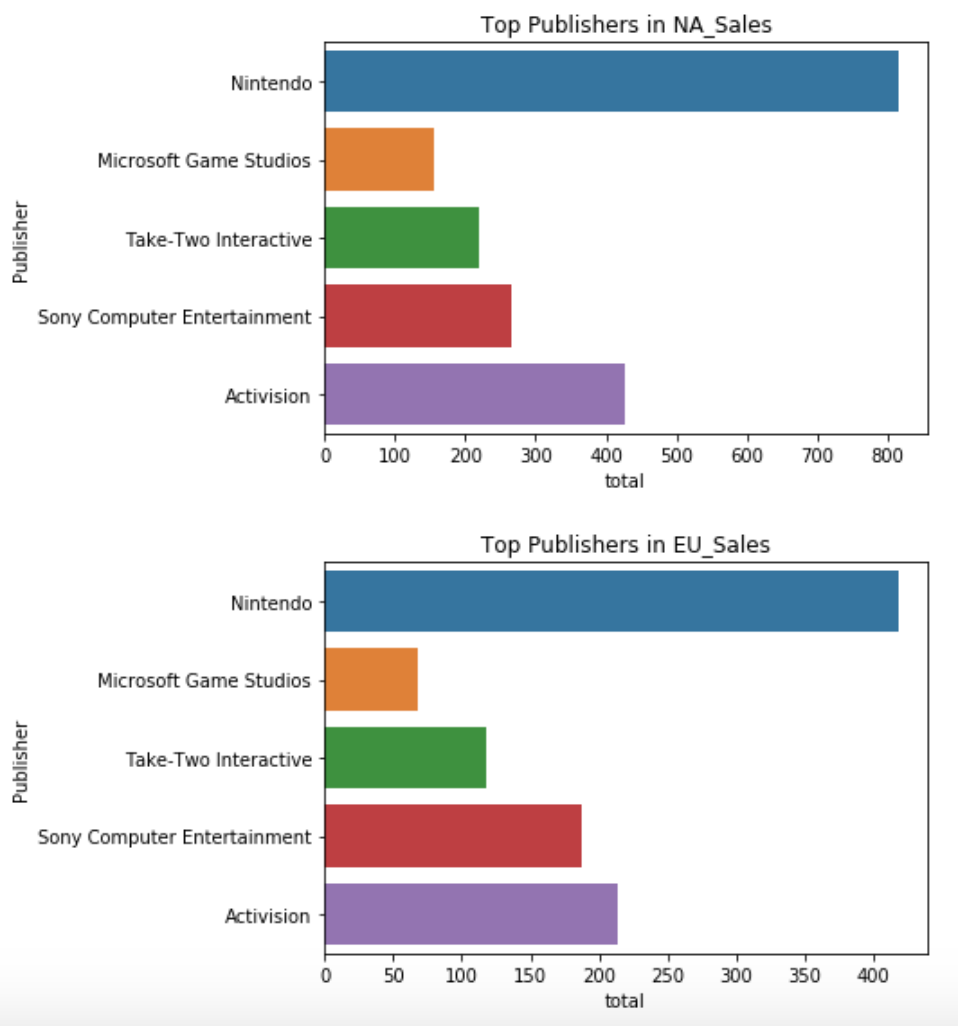 Top Publishers in NA_Sales
Publisher
Nintendo
Microsoft Game Studios
Take-Two Interactive
Sony Computer Entertainment
Activision
0 100 200 300 400 500 600 700 800
total
Top Publishers in EU_Sales
Publisher
Nintendo
Microsoft Game Studios
Take-Two Interactive
Sony Computer Entertainment
Activision
0 50 100 150 200 250 300 350 400
total